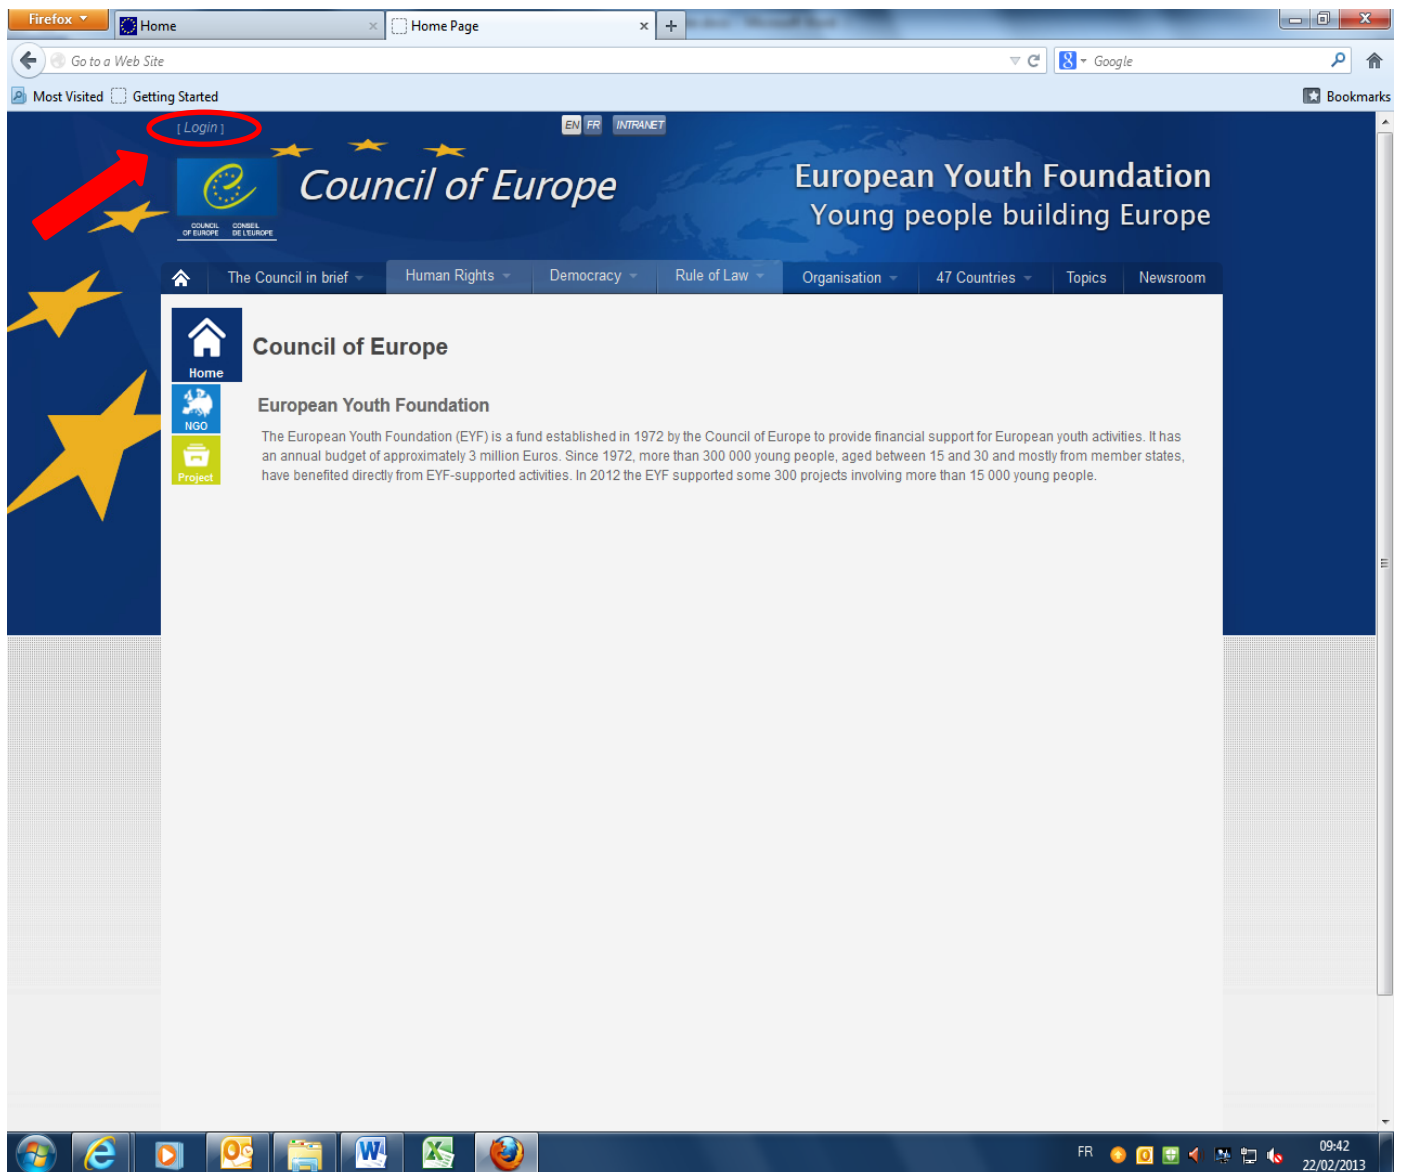 Firefox
Home
Home Page
Go to a Web Site
Google
Most Visited
Getting Started
Bookmarks
[ Login ]
EN FR INTRANET
COUNCIL OF EUROPE
CONSEIL DE L'EUROPE
Council of Europe
European Youth Foundation
Young people building Europe
The Council in brief
Human Rights
Democracy
Rule of Law
Organisation
47 Countries
Topics
Newsroom
Home
NGO
Project
Council of Europe
European Youth Foundation
The European Youth Foundation (EYF) is a fund established in 1972 by the Council of Europe to provide financial support for European youth activities. It has
an annual budget of approximately 3 million Euros. Since 1972, more than 300 000 young people, aged between 15 and 30 and mostly from member states,
have benefited directly from EYF-supported activities. In 2012 the EYF supported some 300 projects involving more than 15 000 young people.
FR
09:42
22/02/2013